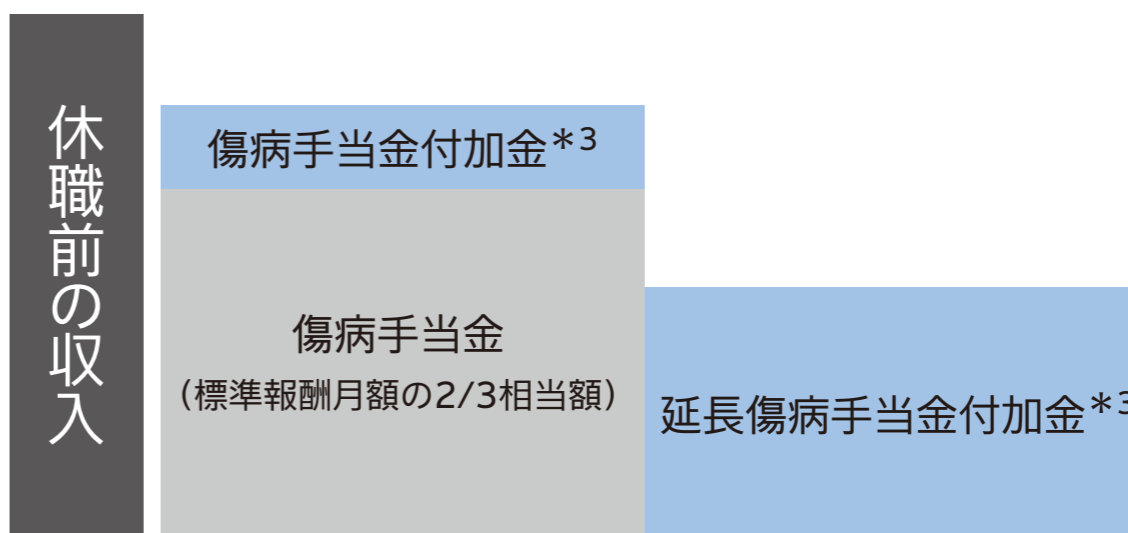 休職前の収入
傷病手当金付加金*3
傷病手当金
（標準報酬月額の2/3相当額）
延長傷病手当金付加金*3